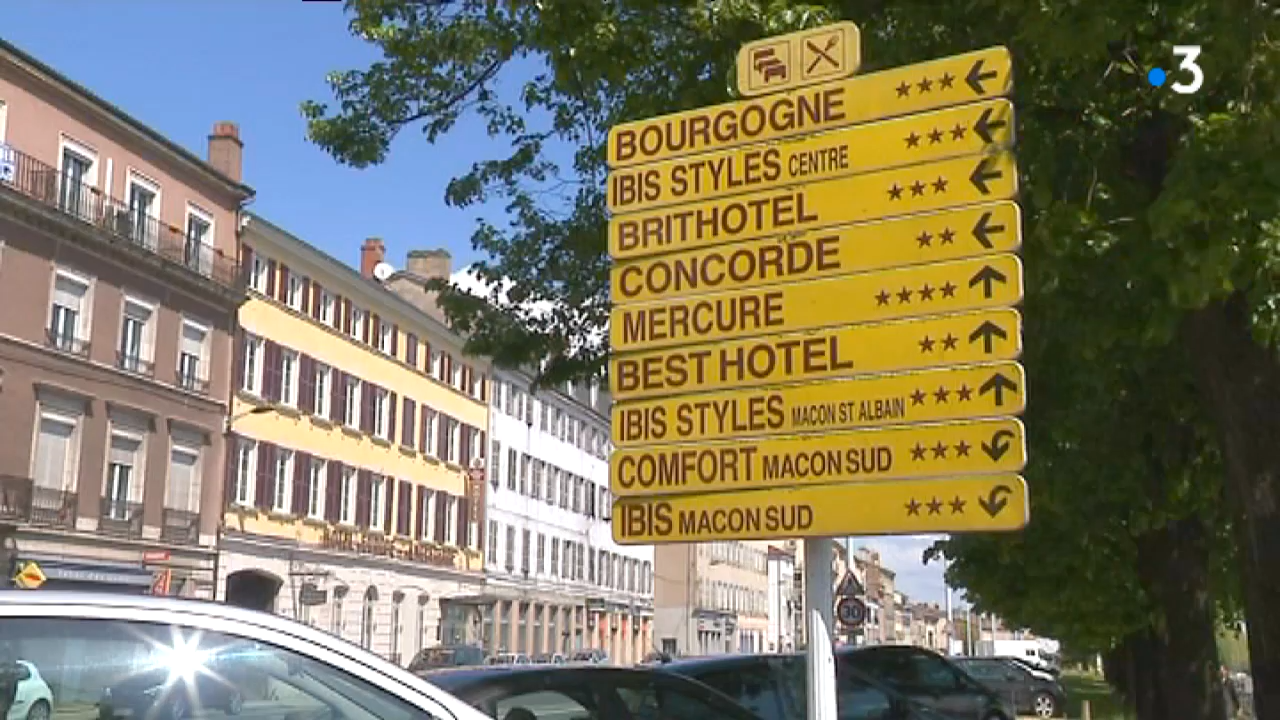 3
BOURGOGNE
IBIS STYLES CENTRE
BRITHOTEL
CONCORDE
MERCURE
BEST HOTEL
IBIS STYLES MACON ST ALBAIN
COMFORT MACON SUD
IBIS MACON SUD
30